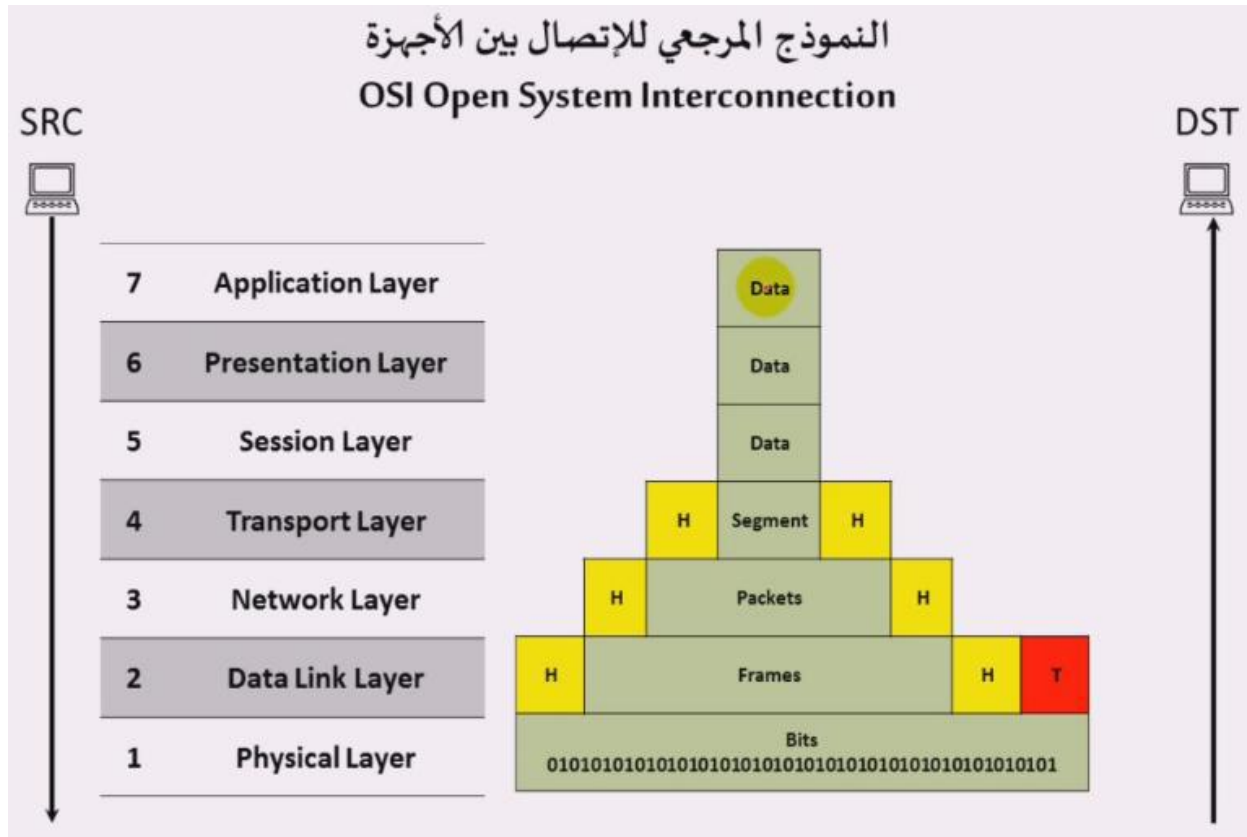 النموذج المرجعي للإتصال بين الأجهزة
OSI Open System Interconnection
SRC
DST
7 Application Layer Data
6 Presentation Layer Data
5 Session Layer Data
4 Transport Layer H Segment H
3 Network Layer H Packets H
2 Data Link Layer H Frames H T
1 Physical Layer Bits
0101010101010101010101010101010101010101010101010101